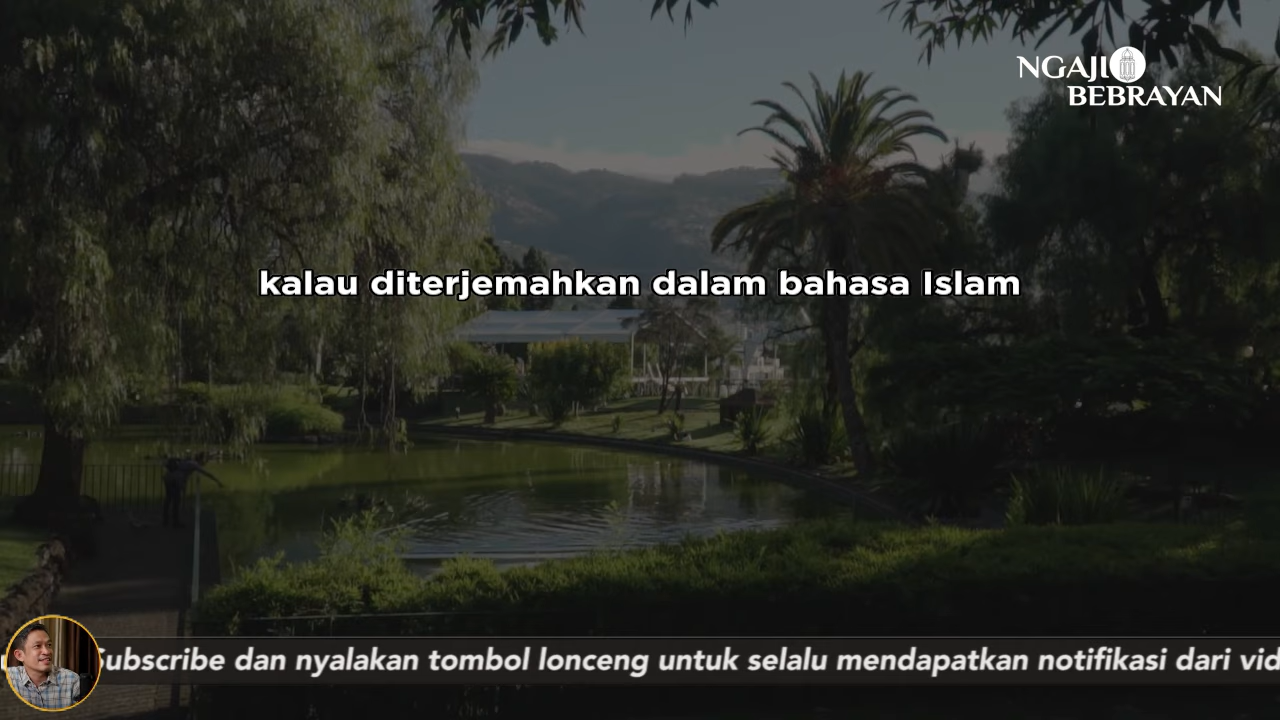 NGAJI
BEBRAYAN
kalau diterjemahkan dalam bahasa Islam
Subscribe dan nyalakan tombol lonceng untuk selalu mendapatkan notifikasi dari vid